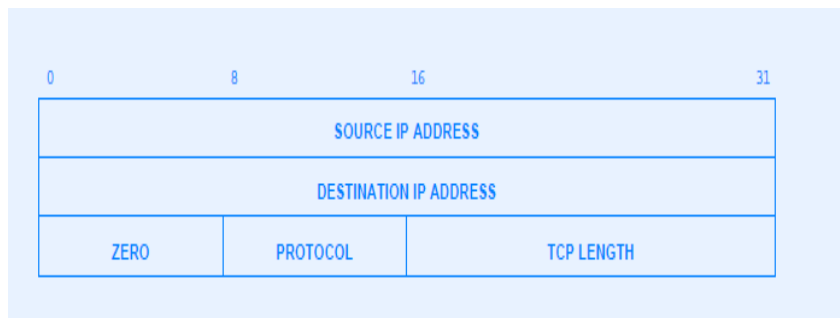 0 8 16 31
SOURCE IP ADDRESS
DESTINATION IP ADDRESS
ZERO PROTOCOL TCP LENGTH